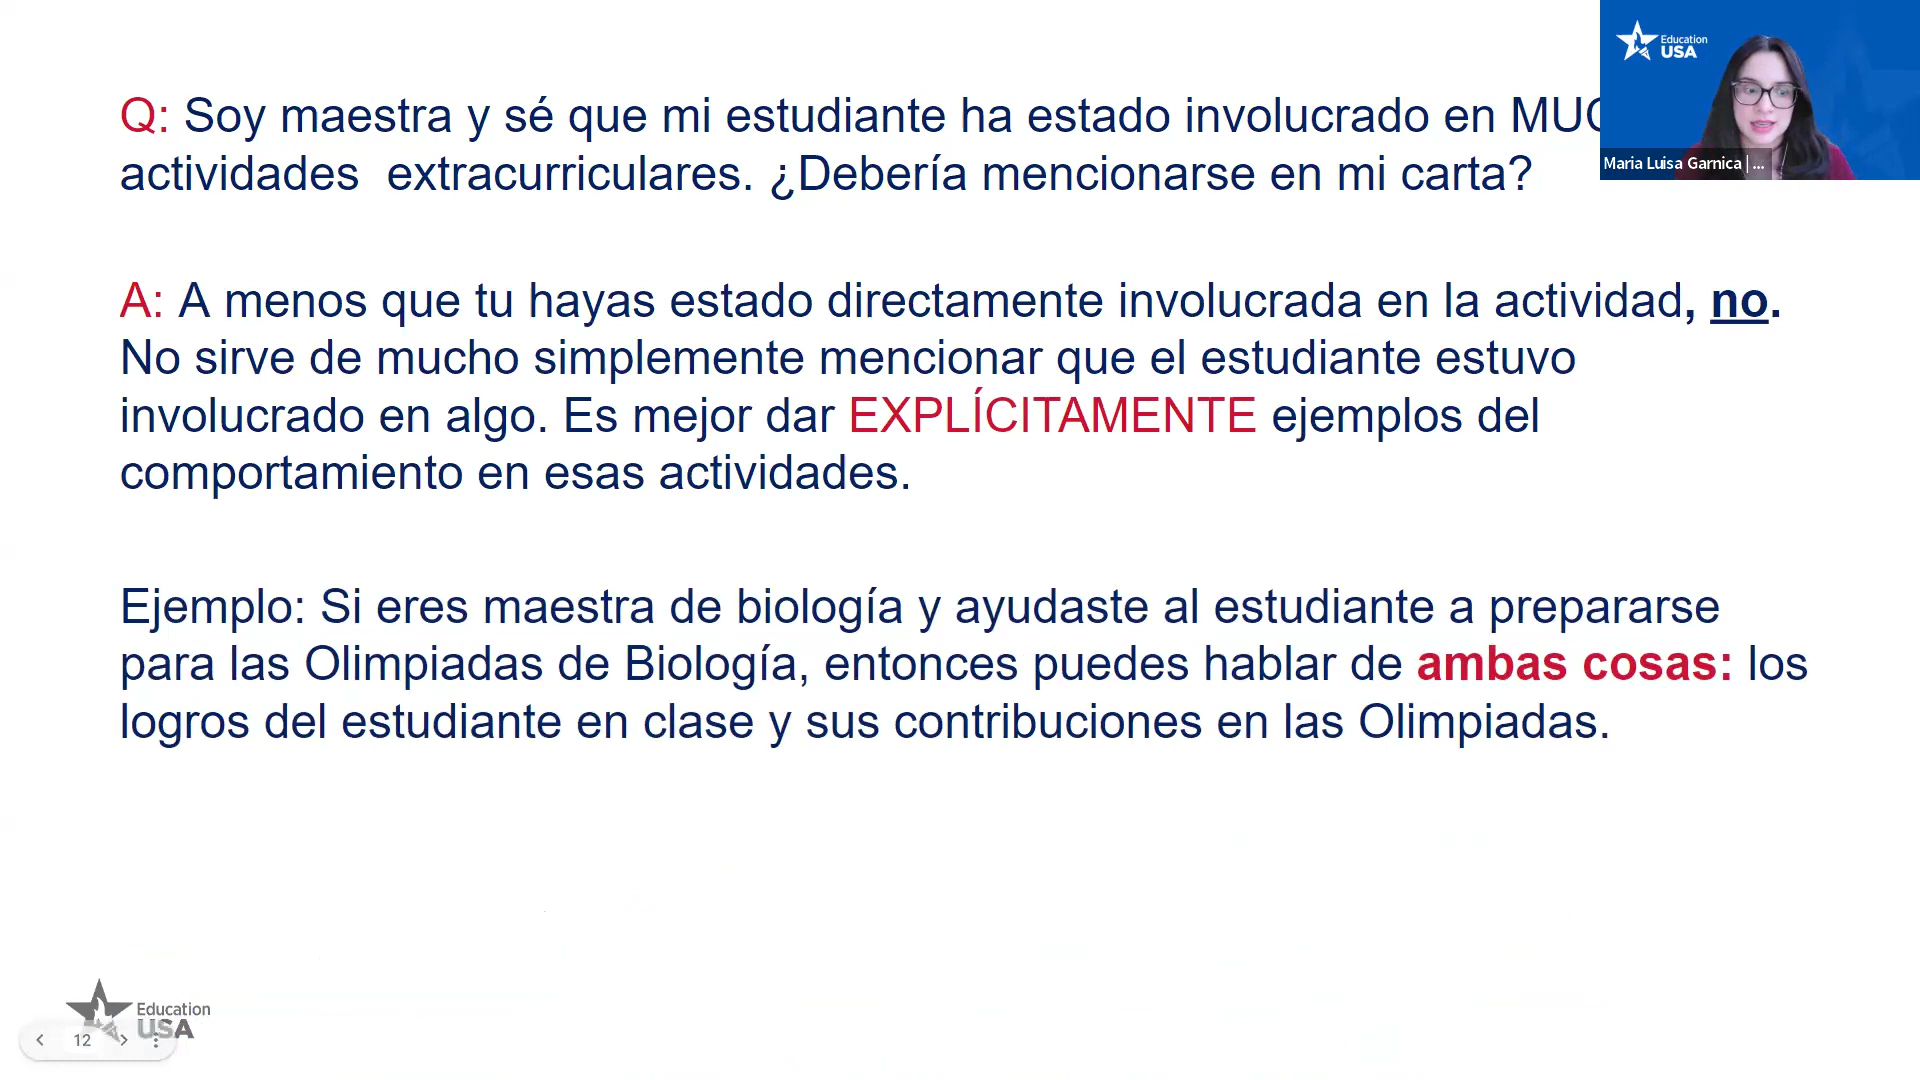 Q: Soy maestra y sé que mi estudiante ha estado involucrado en
actividades extracurriculares. ¿Debería mencionarse en mi carta?
A: A menos que tu hayas estado directamente involucrada en la actividad, no.
No sirve de mucho simplemente mencionar que el estudiante estuvo
involucrado en algo. Es mejor dar EXPLÍCITAMENTE ejemplos del
comportamiento en esas actividades.
Ejemplo: Si eres maestra de biología y ayudaste al estudiante a prepararse
para las Olimpiadas de Biología, entonces puedes hablar de ambas cosas: los
logros del estudiante en clase y sus contribuciones en las Olimpiadas.
Education
USA
Maria Luisa Garnica | ...
Education
USA
12